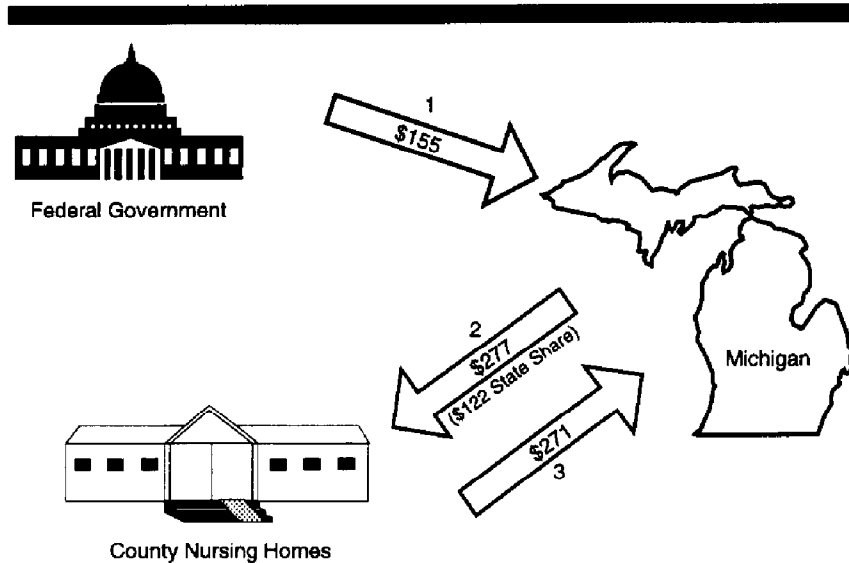 1
$155
Federal Government
2
$277
($122 State Share)
Michigan
$271
3
County Nursing Homes